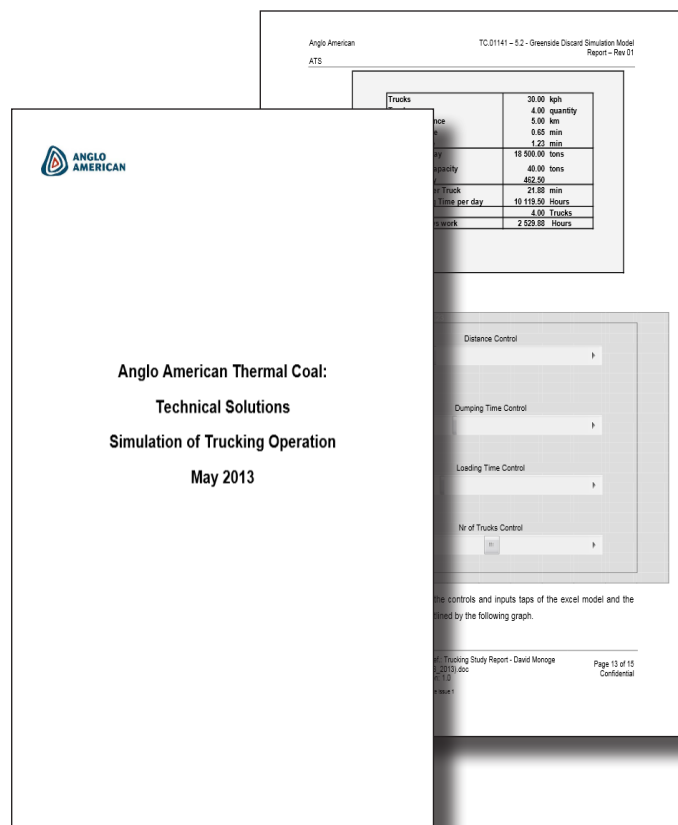 Anglo American
TC.01141 – 5.2 - Greenside Discard Simulation Model
Report – Rev 01
ATS
Trucks 30.00 kph
4.00 quantity
5.00 km
0.65 min
1.23 min
18 500.00 tons
40.00 tons
462.50
Truck 21.88 min
Time per day 10 119.50 Hours
4.00 Trucks
work 2 529.88 Hours
Distance Control
Dumping Time Control
Loading Time Control
Nr of Trucks Control
the controls and inputs taps of the excel model and the
by the following graph.
Trucking Study Report - David Monoge
Page 13 of 15
Confidential
ANGLO
AMERICAN
Anglo American Thermal Coal:
Technical Solutions
Simulation of Trucking Operation
May 2013